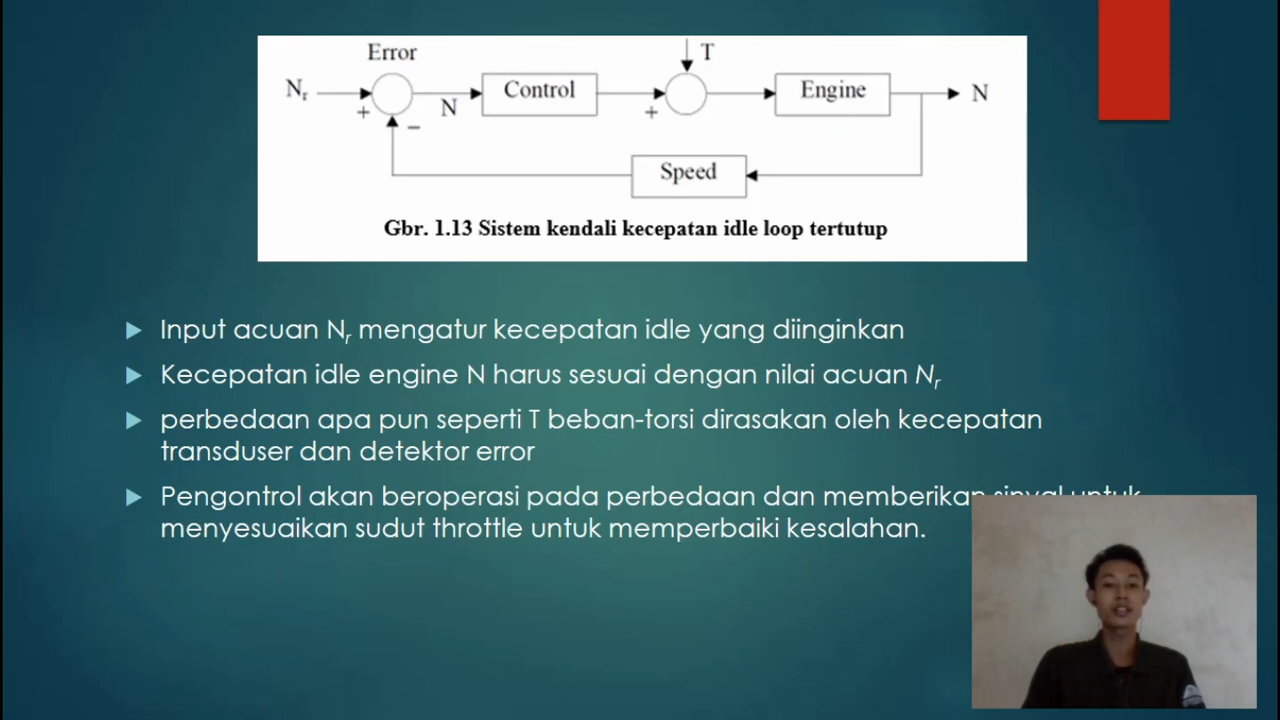 Error
T
Nr
Control
Engine
N
+
N
+
−
Speed
Gbr. 1.13 Sistem kendali kecepatan idle loop tertutup
Input acuan Nr mengatur kecepatan idle yang diinginkan
Kecepatan idle engine N harus sesuai dengan nilai acuan Nr
perbedaan apa pun seperti T beban-torsi dirasakan oleh kecepatan
transduser dan detektor error
Pengontrol akan beroperasi pada perbedaan dan memberikan sinyal untuk
menyesuaikan sudut throttle untuk memperbaiki kesalahan.